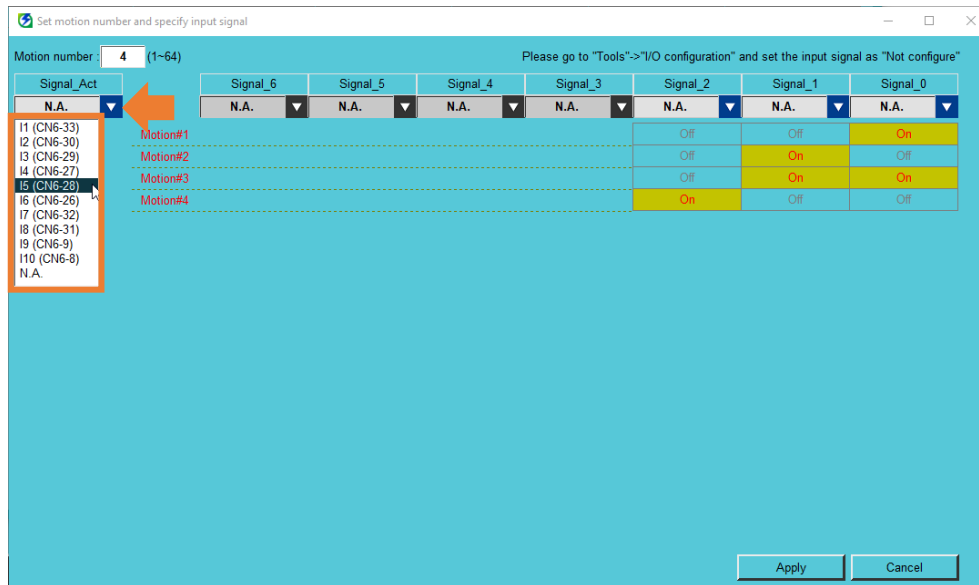 Set motion number and specify input signal
Motion number : 4 (1~64) Please go to "Tools"->"I/O configuration" and set the input signal as "Not configure"
Signal_Act Signal_6 Signal_5 Signal_4 Signal_3 Signal_2 Signal_1 Signal_0
N.A. N.A. N.A. N.A. N.A. N.A. N.A. N.A.
I1 (CN6-33)
I2 (CN6-30)
I3 (CN6-29)
I4 (CN6-27)
I5 (CN6-28)
I6 (CN6-26)
I7 (CN6-32)
I8 (CN6-31)
I9 (CN6-9)
I10 (CN6-8)
N.A.
Motion#1 Off Off On
Motion#2 Off On Off
Motion#3 Off On On
Motion#4 On Off Off
Apply Cancel